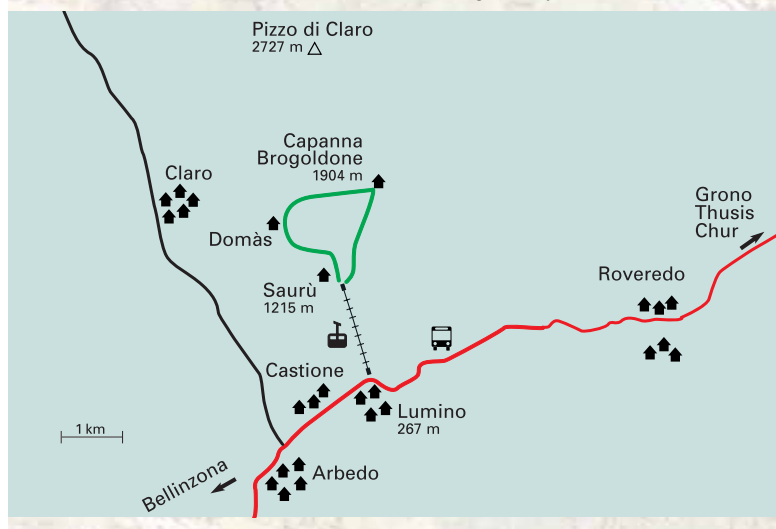 Pizzo di Claro
2727 m
Capanna
Brogoldone
1904 m
Claro
Grono
Thusis
Chur
Domàs
Roveredo
Saurù
1215 m
Castione
Lumino
267 m
1 km
Arbedo
Bellinzona